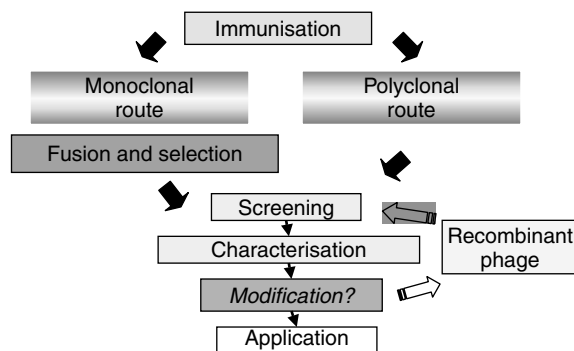 Immunisation
Monoclonal
route
Polyclonal
route
Fusion and selection
Screening
Recombinant
phage
Characterisation
Modification?
Application